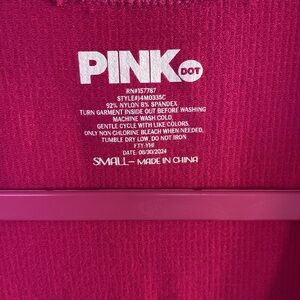 PINK DOT
RN#157787
STYLE#14M0335C
92% NYLON 8% SPANDEX
TURN GARMENT INSIDE OUT BEFORE WASHING
MACHINE WASH COLD,
GENTLE CYCLE WITH LIKE COLORS,
ONLY NON CHLORINE BLEACH WHEN NEEDED,
TUMBLE DRY LOW, DO NOT IRON
DATE: 08/30/2024
SMALL- MADE IN CHINA